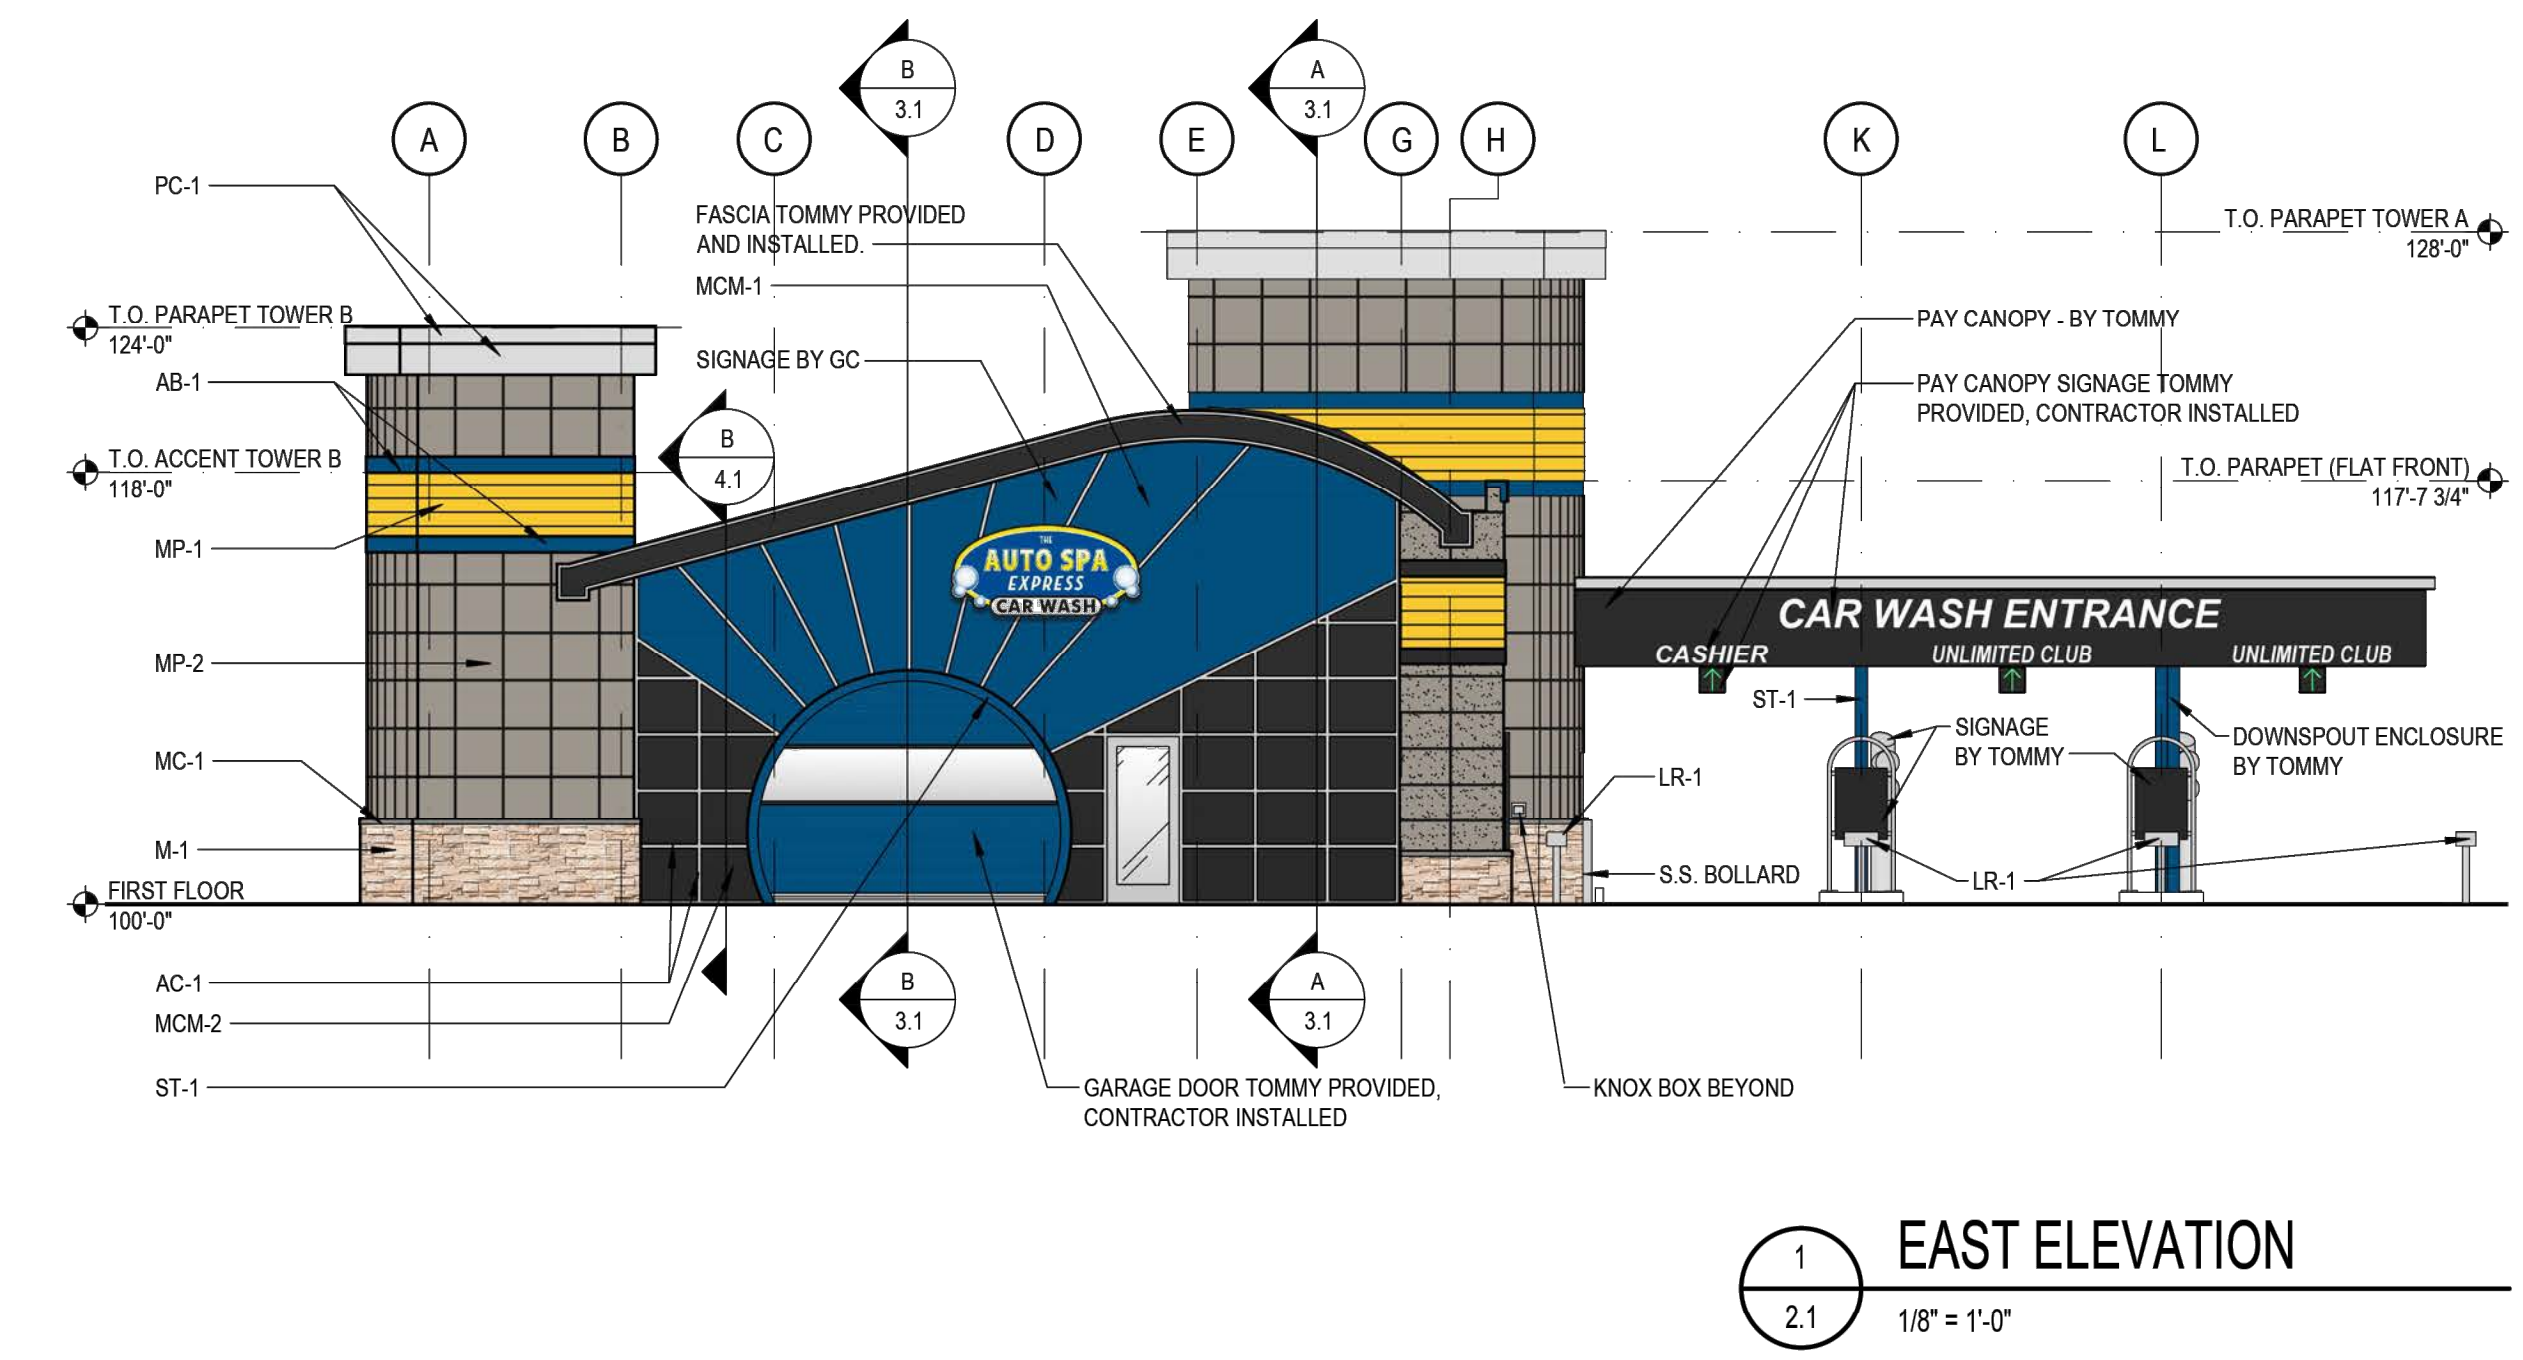 B
3.1
A
3.1
A
B
C
D
E
G
H
K
L
PC-1
FASCIA TOMMY PROVIDED
AND INSTALLED.
T.O. PARAPET TOWER A
128'-0"
MCM-1
T.O. PARAPET TOWER B
124'-0"
PAY CANOPY - BY TOMMY
SIGNAGE BY GC
AB-1
PAY CANOPY SIGNAGE TOMMY
PROVIDED, CONTRACTOR INSTALLED
B
4.1
T.O. ACCENT TOWER B
118'-0"
T.O. PARAPET (FLAT FRONT)
117'-7 3/4"
MP-1
THE
AUTO SPA
EXPRESS
CAR WASH
CAR WASH ENTRANCE
CASHIER
UNLIMITED CLUB
UNLIMITED CLUB
MP-2
ST-1
SIGNAGE
BY TOMMY
DOWNSPOUT ENCLOSURE
BY TOMMY
MC-1
LR-1
M-1
S.S. BOLLARD
LR-1
FIRST FLOOR
100'-0"
AC-1
B
3.1
A
3.1
MCM-2
ST-1
GARAGE DOOR TOMMY PROVIDED,
CONTRACTOR INSTALLED
KNOX BOX BEYOND
1
2.1
EAST ELEVATION
1/8" = 1'-0"